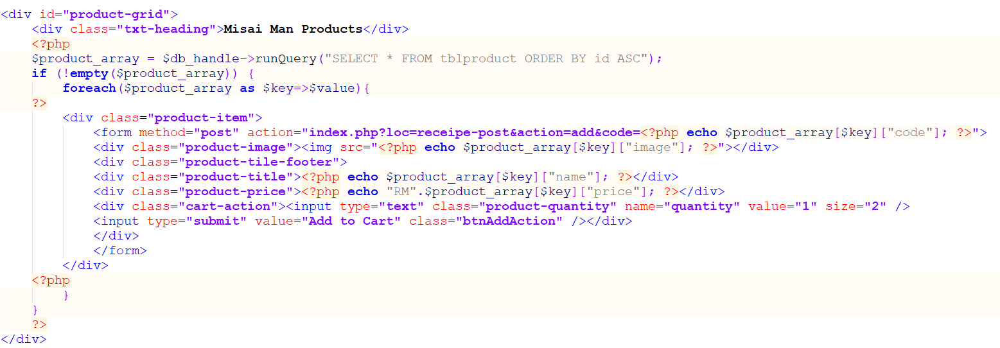 <div id="product-grid">
    <div class="txt-heading">Misai Man Products</div>
    <?php
    $product_array = $db_handle->runQuery("SELECT * FROM tblproduct ORDER BY id ASC");
    if (!empty($product_array)) {
        foreach($product_array as $key=>$value){
    ?>
        <div class="product-item">
            <form method="post" action="index.php?loc=receipe-post&action=add&code=<?php echo $product_array[$key]["code"]; ?>">
            <div class="product-image"><img src="<?php echo $product_array[$key]["image"]; ?>"></div>
            <div class="product-tile-footer">
            <div class="product-title"><?php echo $product_array[$key]["name"]; ?></div>
            <div class="product-price"><?php echo "RM".$product_array[$key]["price"]; ?></div>
            <div class="cart-action"><input type="text" class="product-quantity" name="quantity" value="1" size="2" />
            <input type="submit" value="Add to Cart" class="btnAddAction" /></div>
            </div>
            </form>
        </div>
    <?php
        }
    }
    ?>
</div>